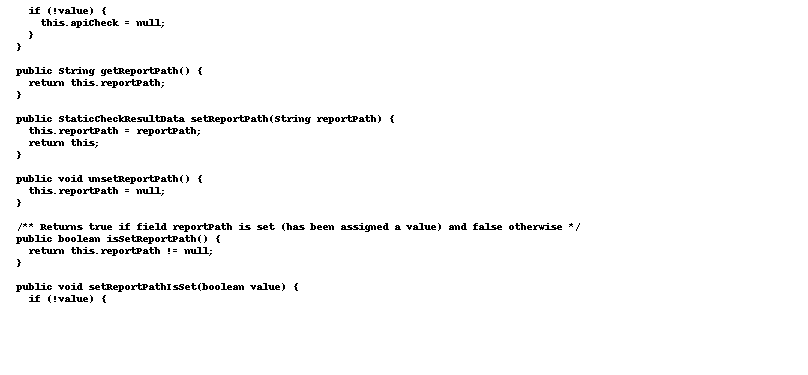 if (!value) {
this.apiCheck = null;
}
}
public String getReportPath() {
return this.reportPath;
}
public StaticCheckResultData setReportPath(String reportPath) {
this.reportPath = reportPath;
return this;
}
public void unsetReportPath() {
this.reportPath = null;
}
/** Returns true if field reportPath is set (has been assigned a value) and false otherwise */
public boolean isSetReportPath() {
return this.reportPath != null;
}
public void setReportPathIsSet(boolean value) {
if (!value) {